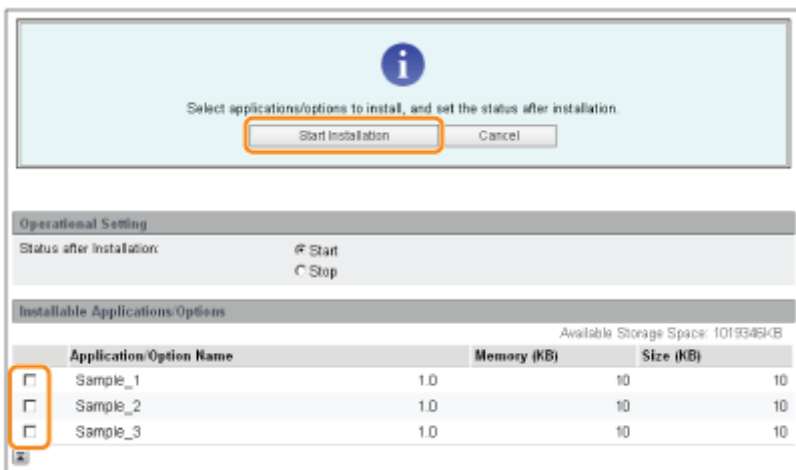 i
Select applications/options to install, and set the status after installation.
Start Installation Cancel
Operational Setting
Status after Installation: Start
Stop
Installable Applications/Options
Available Storage Space: 1019346KB
Application/Option Name Memory (KB) Size (KB)
Sample_1 1.0 10 10
Sample_2 1.0 10 10
Sample_3 1.0 10 10